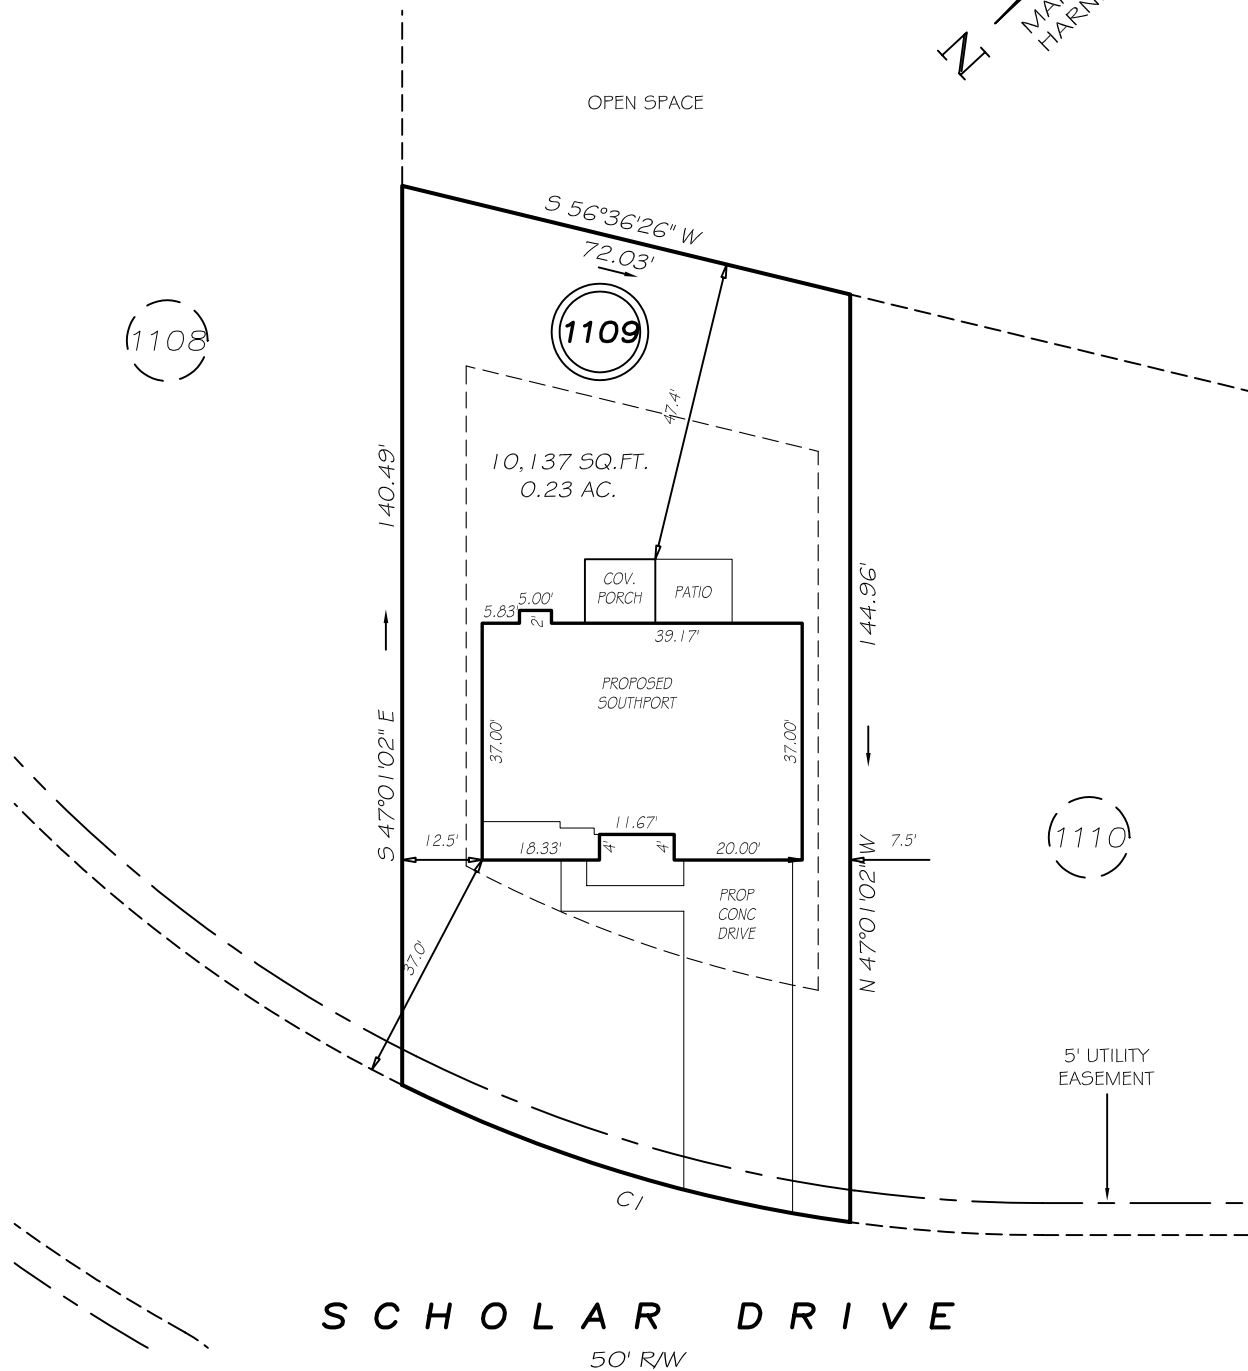 N
OPEN SPACE
S 56°36'26" W
72.03'
1108
1109
47.4'
140.49'
10,137 SQ.FT.
0.23 AC.
COV.
PORCH
PATIO
144.96'
5.00'
5.83'
2'
39.17'
PROPOSED
SOUTHPORT
37.00'
37.00'
S 47°01'02" E
11.67'
12.5'
18.33'
4'
4'
20.00'
7.5'
1110
N 47°01'02" W
PROP
CONC
DRIVE
37.0'
5' UTILITY
EASEMENT
C1
SCHOLAR DRIVE
50' R/W